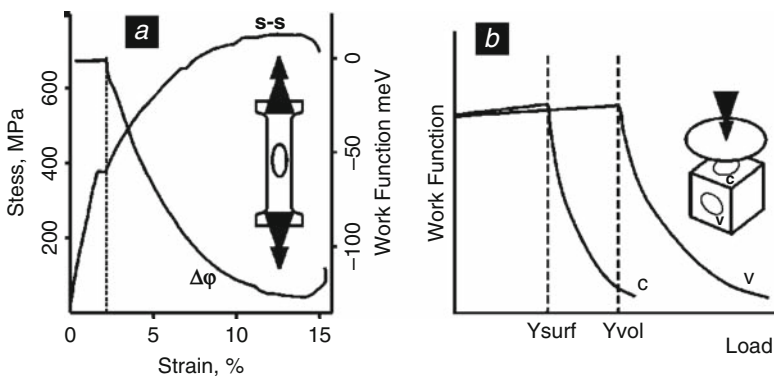 a
s-s
Stess, MPa
600
400
200
0
-50
-100
Work Function meV
Δφ
0 5 10 15
Strain, %
b
Work Function
c
v
c
v
Ysurf Yvol
Load